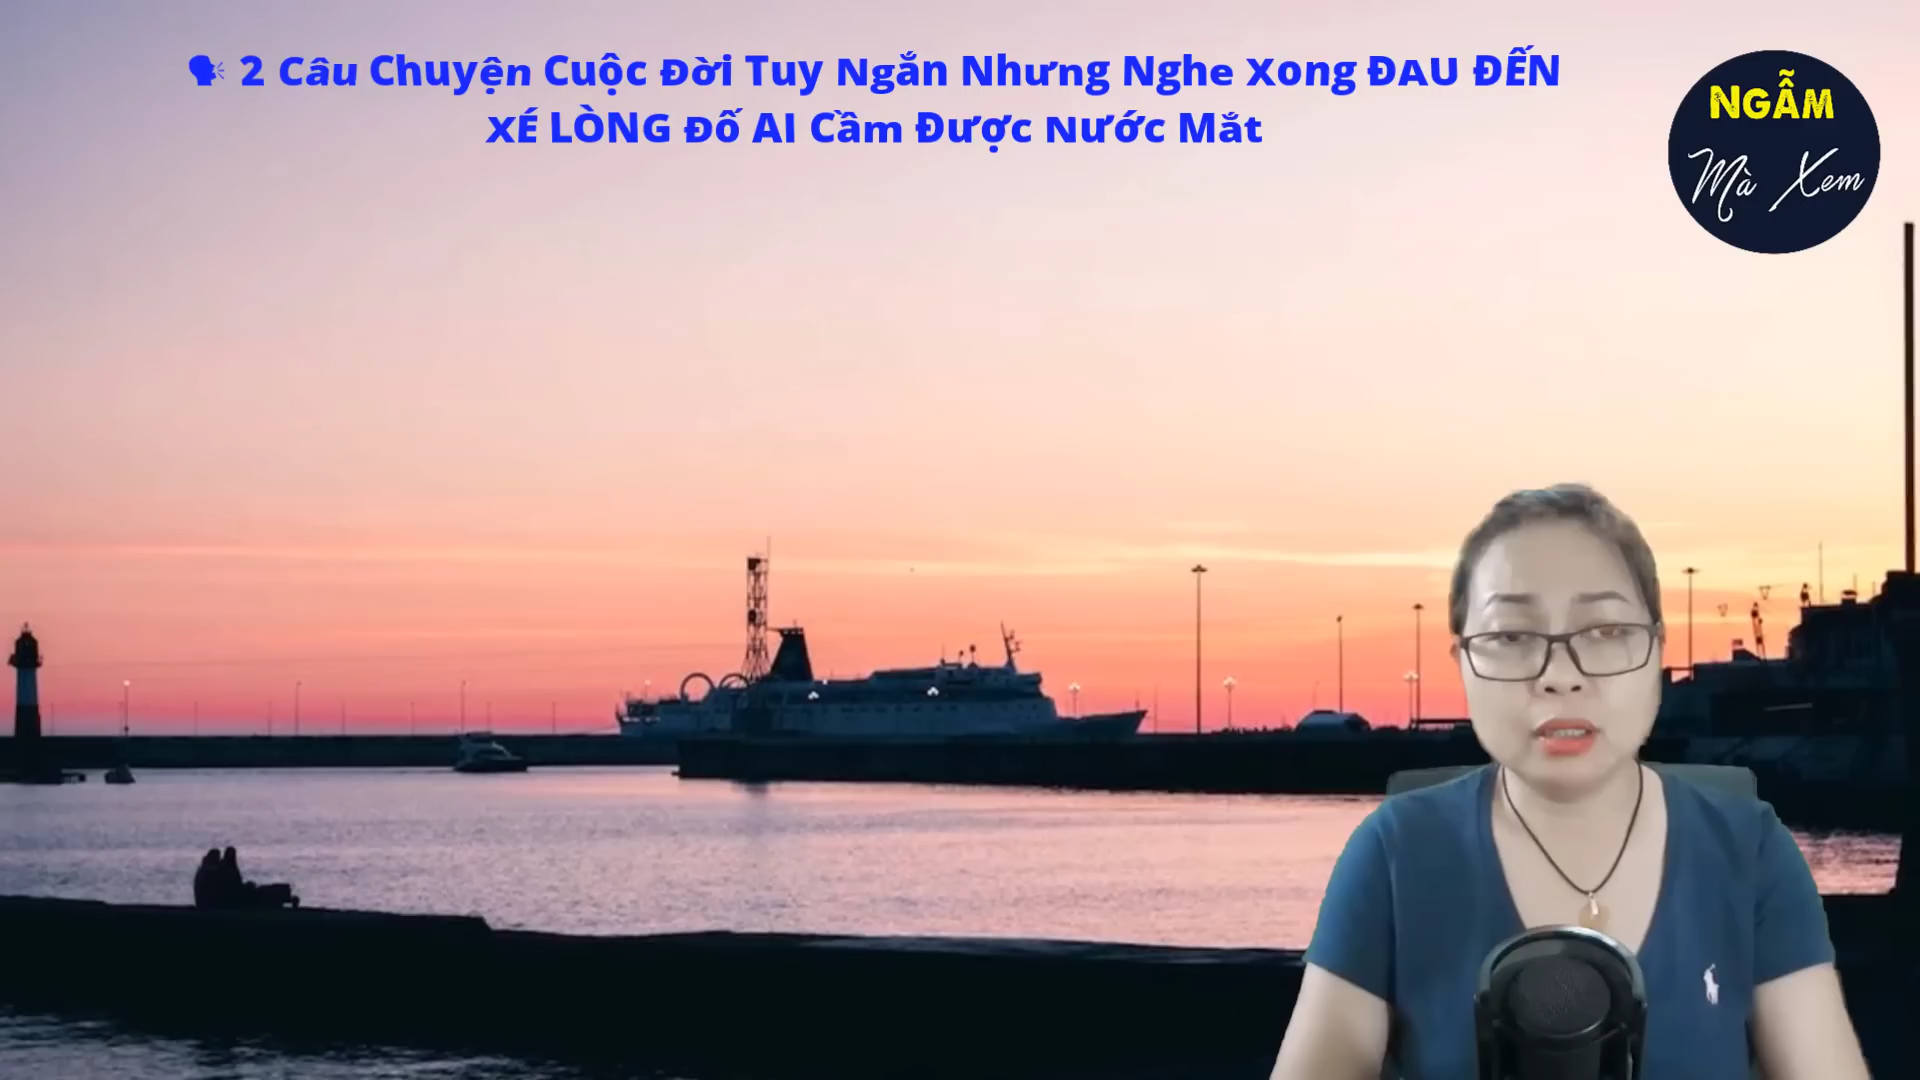 🗣 2 Câu Chuyện Cuộc Đời Tuy Ngắn Nhưng Nghe Xong ĐAU ĐẾN
XÉ LÒNG Đố AI Cầm Được Nước Mắt
NGẪM
Mà Xem